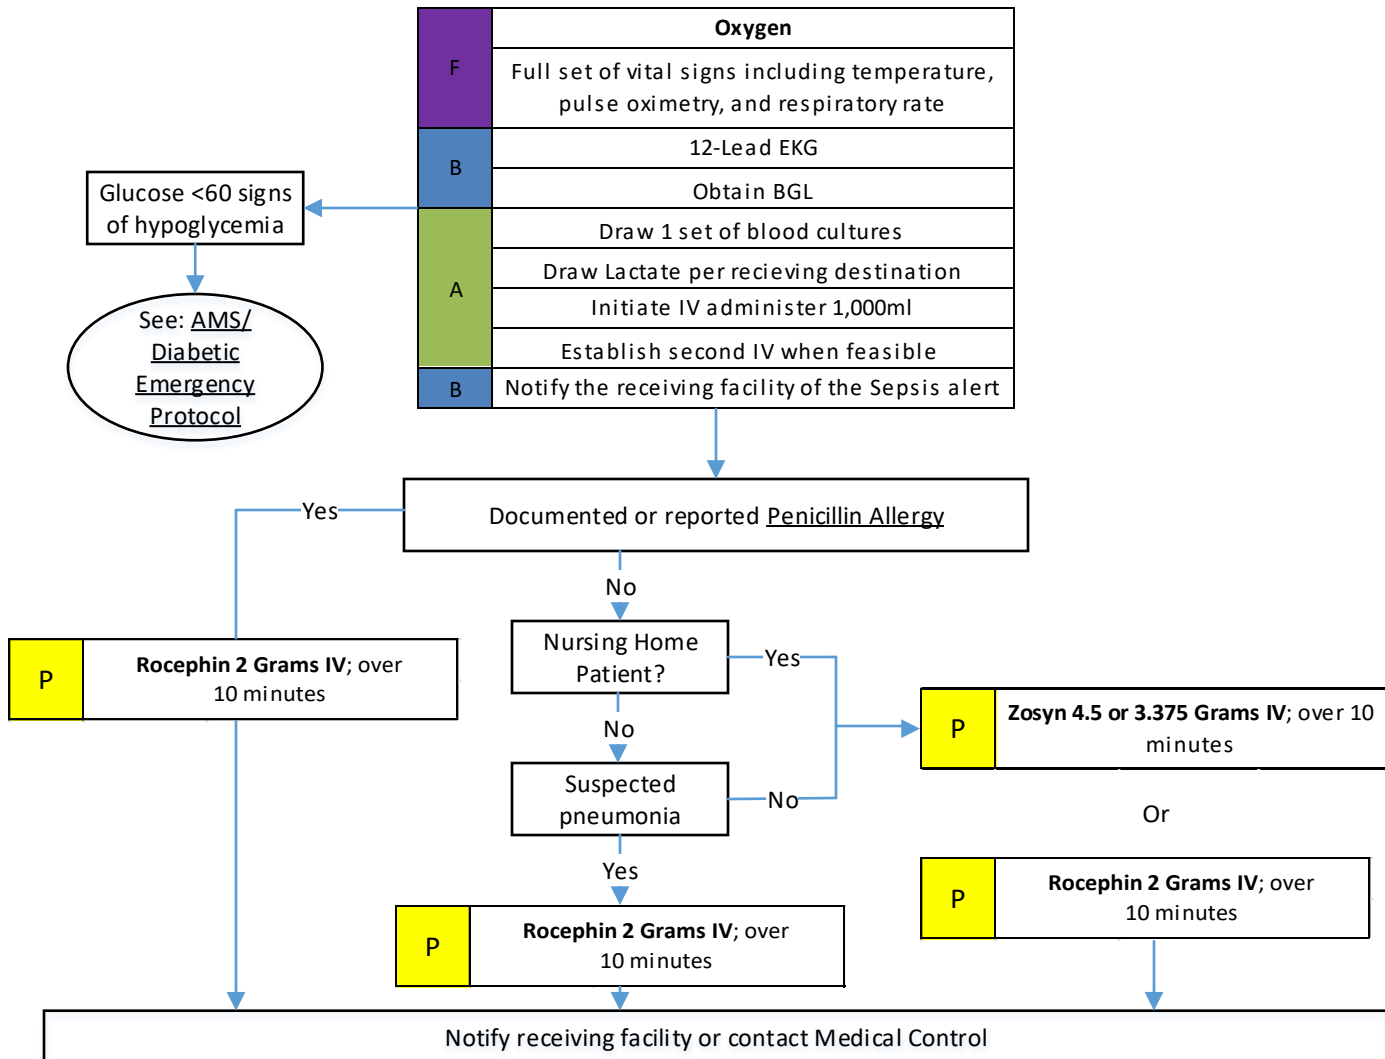 F
Oxygen
Full set of vital signs including temperature,
pulse oximetry, and respiratory rate
B
12-Lead EKG
Obtain BGL
Glucose <60 signs
of hypoglycemia
See: AMS/
Diabetic
Emergency
Protocol
A
Draw 1 set of blood cultures
Draw Lactate per recieving destination
Initiate IV administer 1,000ml
Establish second IV when feasible
B
Notify the receiving facility of the Sepsis alert
Documented or reported Penicillin Allergy
Yes
No
P
Rocephin 2 Grams IV; over
10 minutes
Nursing Home
Patient?
Yes
No
Suspected
pneumonia
No
Yes
P
Zosyn 4.5 or 3.375 Grams IV; over 10
minutes
Or
P
Rocephin 2 Grams IV; over
10 minutes
P
Rocephin 2 Grams IV; over
10 minutes
Notify receiving facility or contact Medical Control